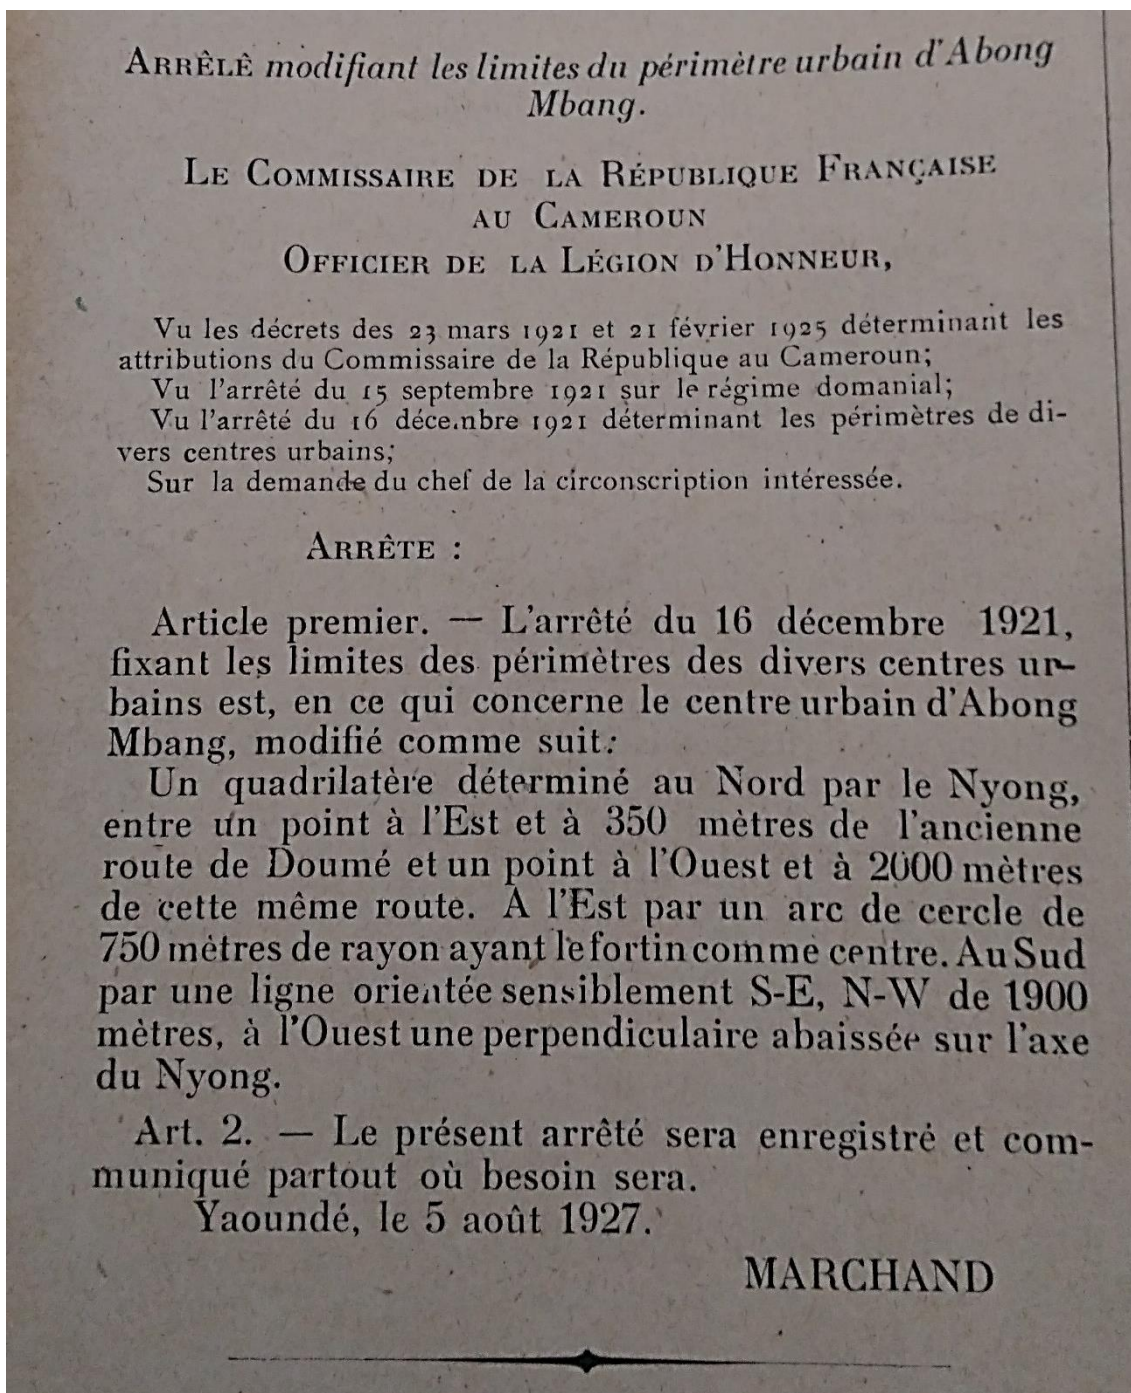 ARRÊLÊ modifiant les limites du périmètre urbain d'Abong
Mbang.
LE COMMISSAIRE DE LA RÉPUBLIQUE FRANÇAISE
AU CAMEROUN
OFFICIER DE LA LÉGION D'HONNEUR,
Vu les décrets des 23 mars 1921 et 21 février 1925 déterminant les
attributions du Commissaire de la République au Cameroun;
Vu l'arrêté du 15 septembre 1921 sur le régime domanial;
Vu l'arrêté du 16 décembre 1921 déterminant les périmètres de di-
vers centres urbains;
Sur la demande du chef de la circonscription intéressée.
ARRÊTE :
Article premier. — L'arrêté du 16 décembre 1921,
fixant les limites des périmètres des divers centres ur-
bains est, en ce qui concerne le centre urbain d'Abong
Mbang, modifié comme suit:
Un quadrilatère déterminé au Nord par le Nyong,
entre un point à l'Est et à 350 mètres de l'ancienne
route de Doumé et un point à l'Ouest et à 2000 mètres
de cette même route. A l'Est par un arc de cercle de
750 mètres de rayon ayant le fortin comme centre. Au Sud
par une ligne orientée sensiblement S-E, N-W de 1900
mètres, à l'Ouest une perpendiculaire abaissée sur l'axe
du Nyong.
Art. 2. — Le présent arrêté sera enregistré et com-
muniqué partout où besoin sera.
Yaoundé, le 5 août 1927.
MARCHAND